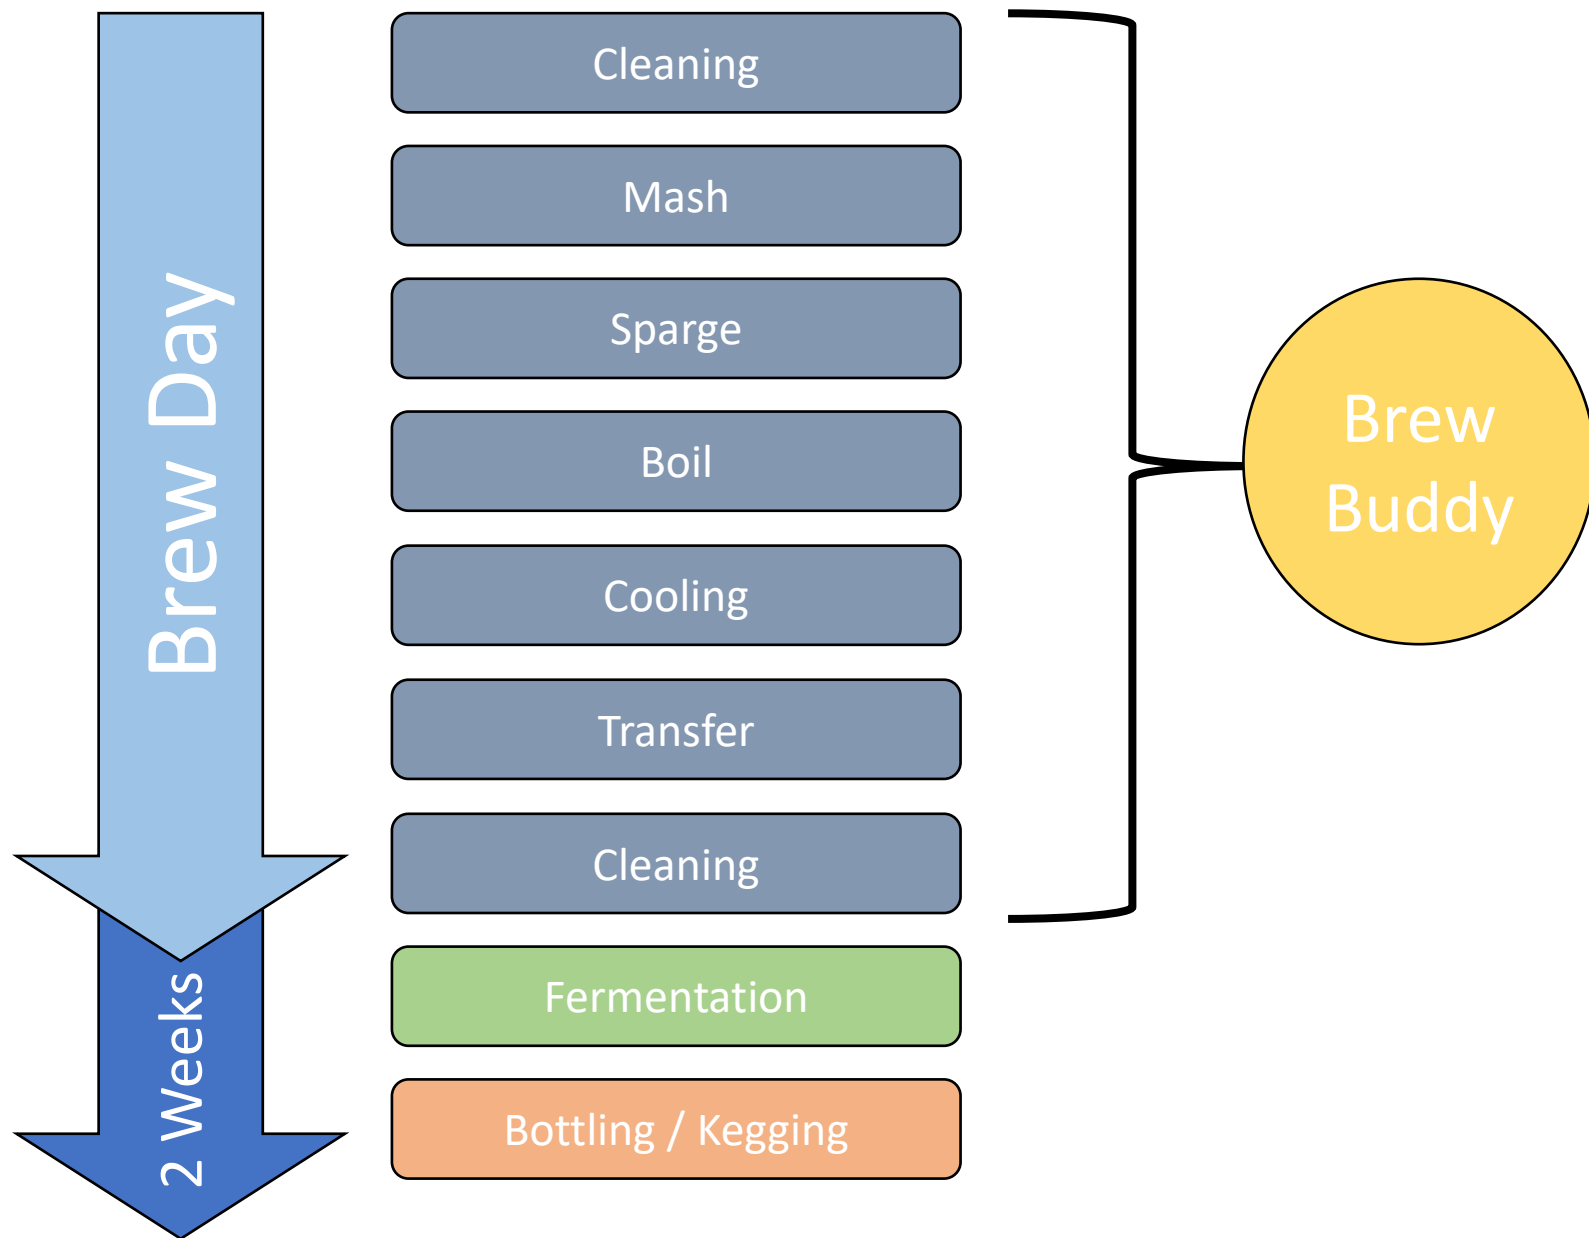 Brew Day
2 Weeks
Cleaning
Mash
Sparge
Boil
Cooling
Transfer
Cleaning
Fermentation
Bottling / Kegging
Brew
Buddy